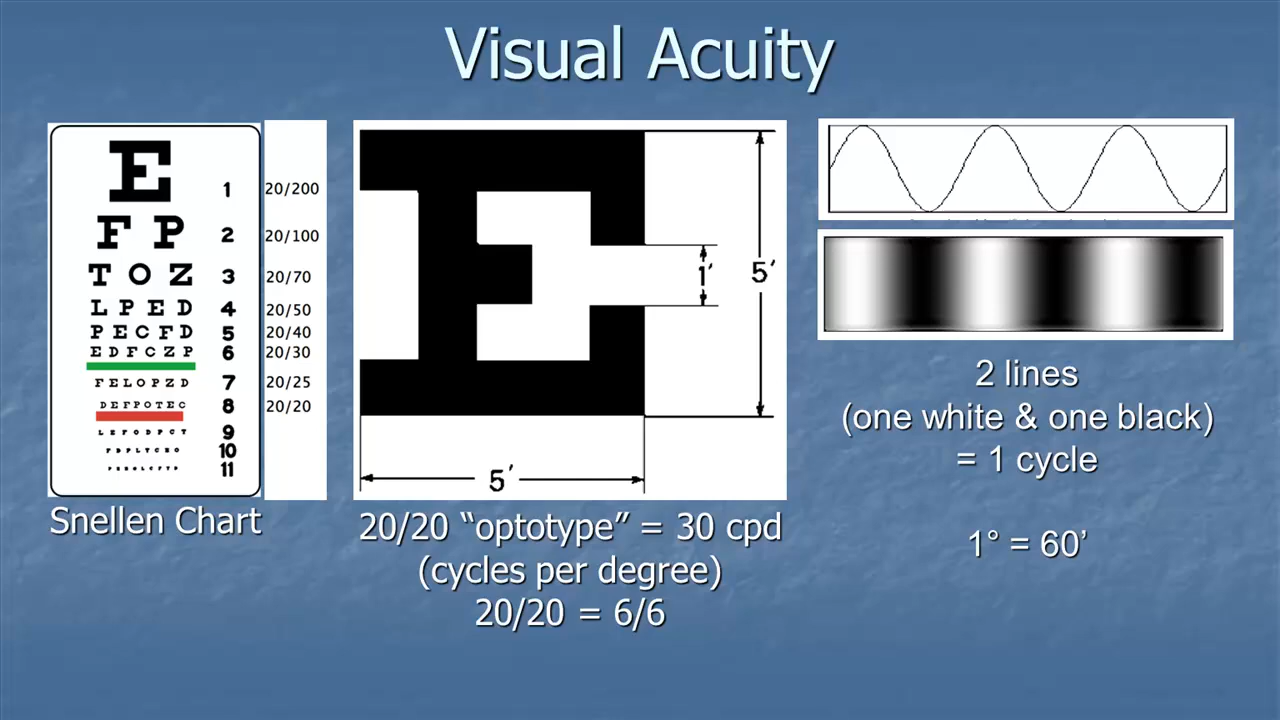 Visual Acuity
E 1 20/200
F P 2 20/100
T O Z 3 20/70
L P E D 4 20/50
P E C F D 5 20/40
E D F C Z P 6 20/30
F E L O P Z D 7 20/25
D E F P O T E C 8 20/20
L E F O D P C T 9
F D P L T C E O 10
11
Snellen Chart
1′
5′
5′
20/20 “optotype” = 30 cpd
(cycles per degree)
20/20 = 6/6
2 lines
(one white & one black)
= 1 cycle
1° = 60’